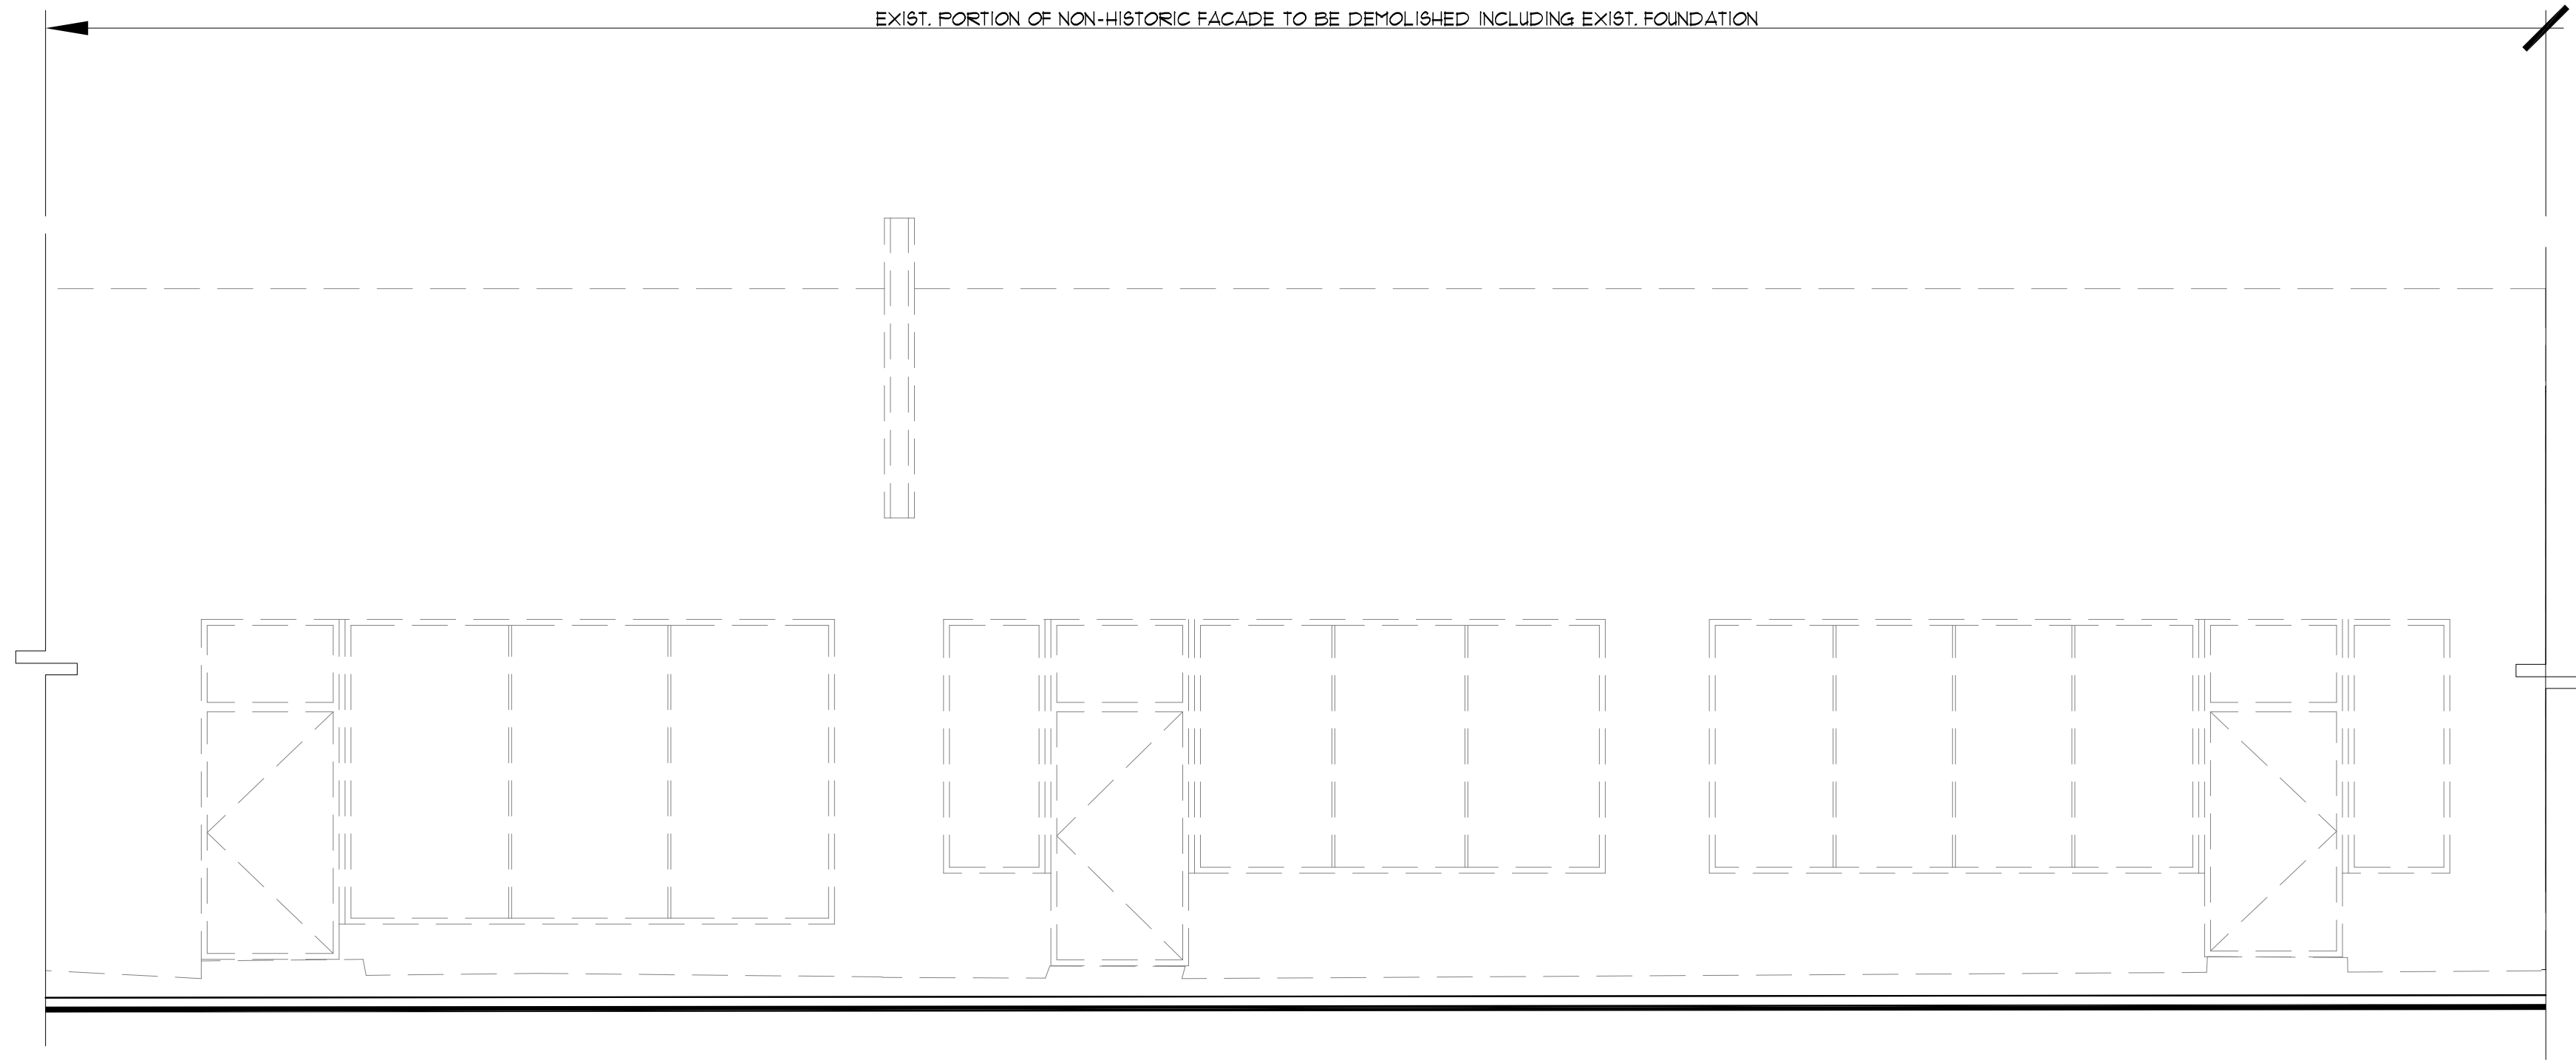 EXIST. PORTION OF NON-HISTORIC FACADE TO BE DEMOLISHED INCLUDING EXIST. FOUNDATION